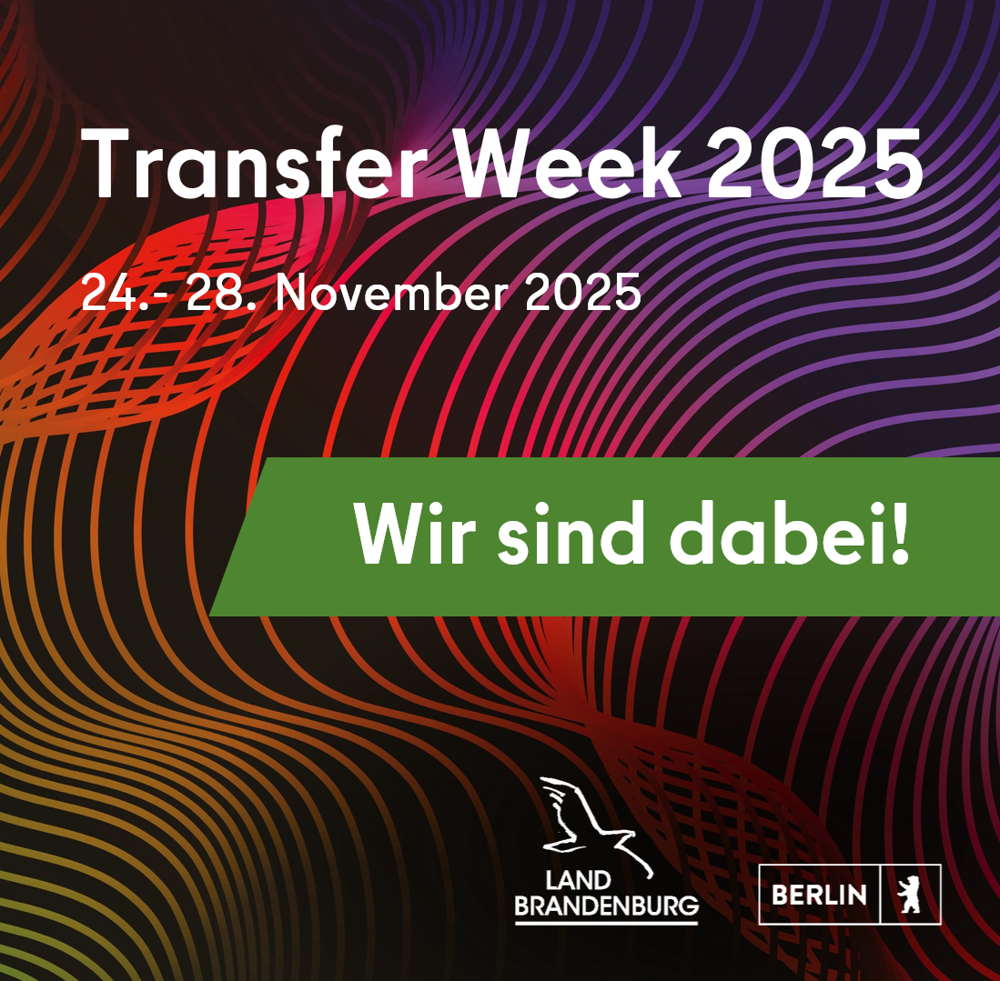 Transfer Week 2025
24.- 28. November 2025
Wir sind dabei!
LAND
BRANDENBURG
BERLIN